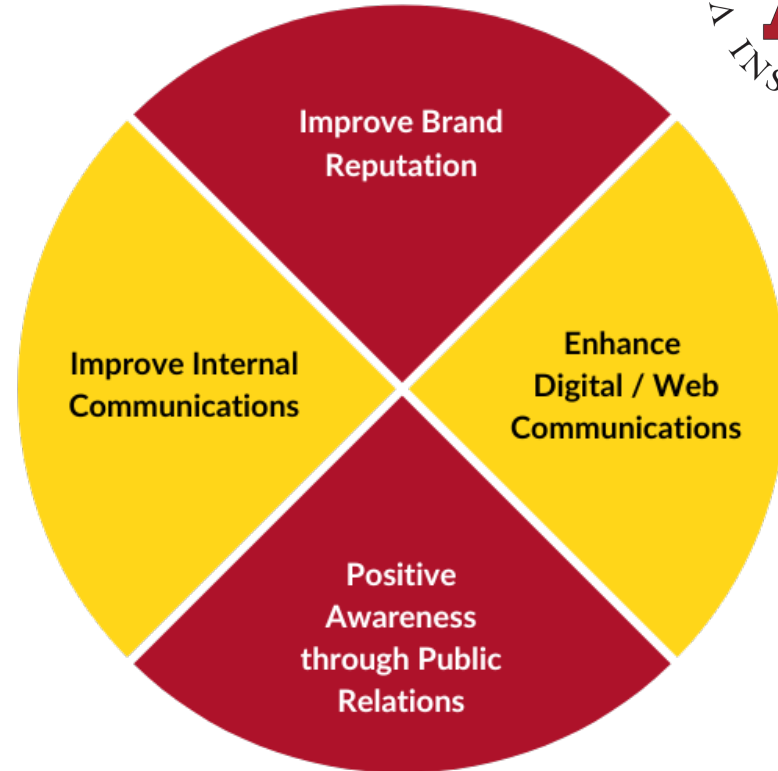 Improve Brand
Reputation
Improve Internal
Communications
Enhance
Digital / Web
Communications
Positive
Awareness
through Public
Relations